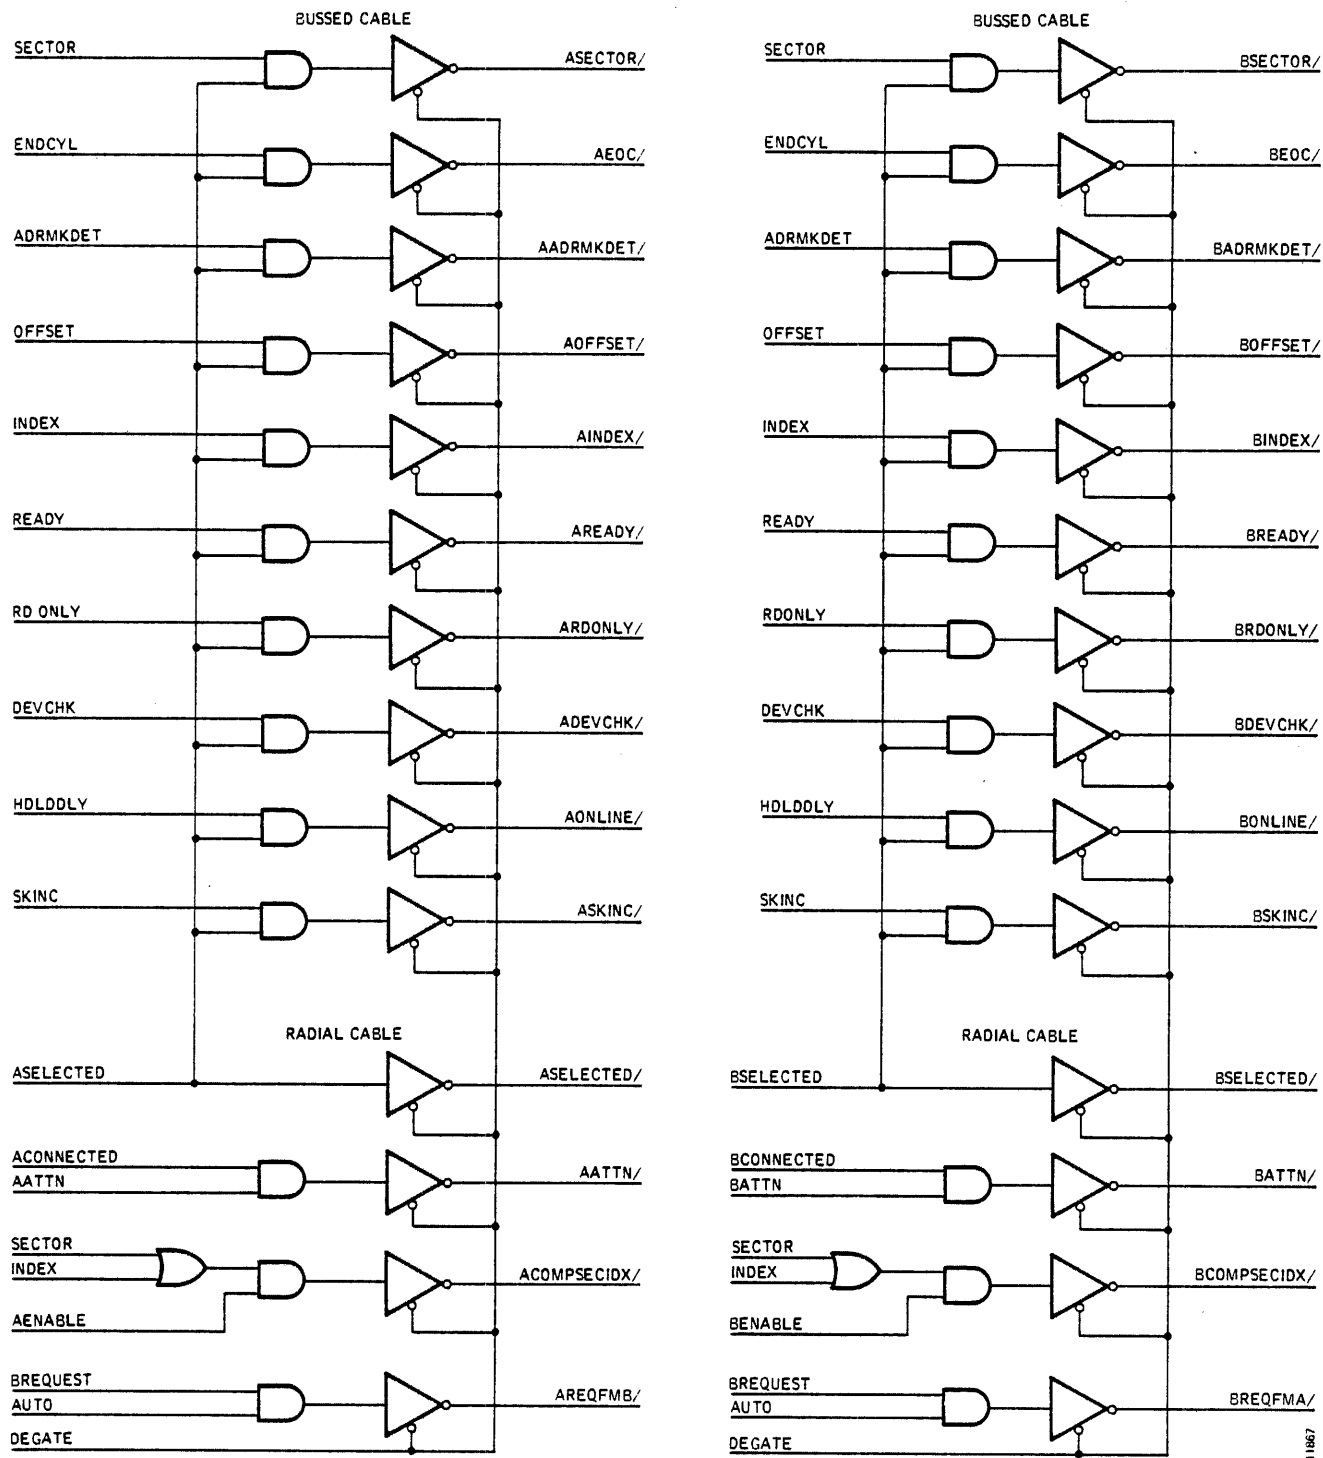 BUSSED CABLE
SECTOR
ASECTOR/
ENDCYL
AEOC/
ADRMKDET
AADRMKDET/
OFFSET
AOFFSET/
INDEX
AINDEX/
READY
AREADY/
RD ONLY
ARDONLY/
DEVCHK
ADEVCHK/
HDLDDLY
AONLINE/
SKINC
ASKINC/
RADIAL CABLE
ASELECTED
ASELECTED/
ACONNECTED
AATTN
AATTN/
SECTOR
INDEX
ACOMPSECIDX/
AENABLE
BREQUEST
AUTO
AREQFMB/
DEGATE
BUSSED CABLE
SECTOR
BSECTOR/
ENDCYL
BEOC/
ADRMKDET
BADRMKDET/
OFFSET
BOFFSET/
INDEX
BINDEX/
READY
BREADY/
RDONLY
BRDONLY/
DEVCHK
BDEVCHK/
HDLDDLY
BONLINE/
SKINC
BSKINC/
RADIAL CABLE
BSELECTED
BSELECTED/
BCONNECTED
BATTN
BATTN/
SECTOR
INDEX
BCOMPSECIDX/
BENABLE
BREQUEST
AUTO
BREQFMA/
DEGATE
11867